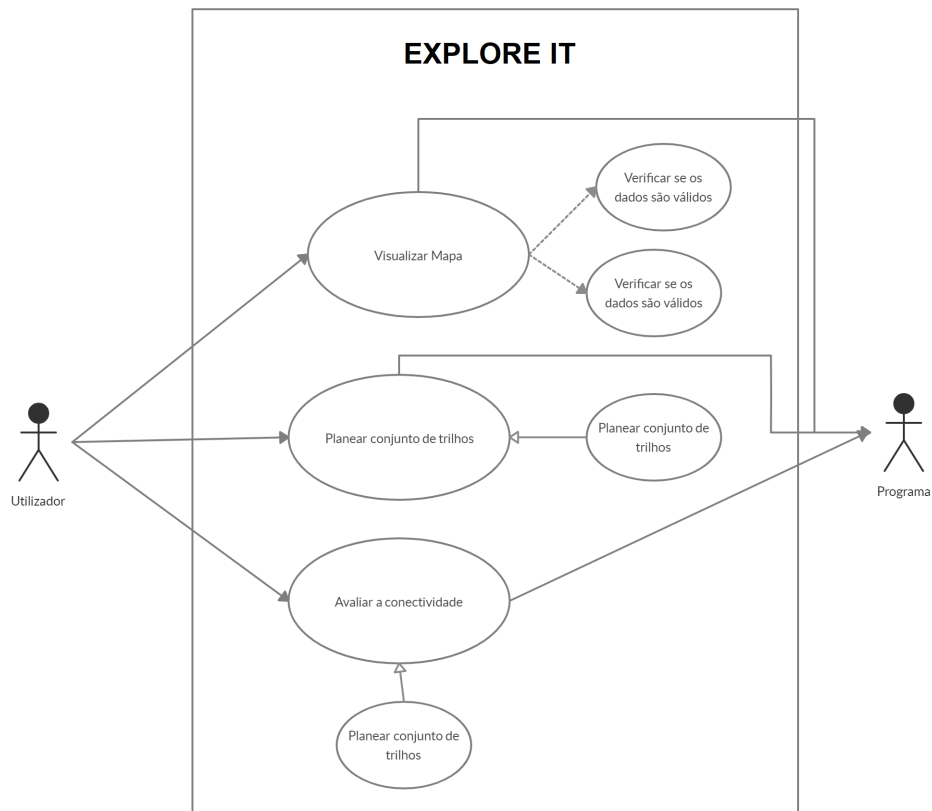 EXPLORE IT
Verificar se os
dados são válidos
Visualizar Mapa
Verificar se os
dados são válidos
Planear conjunto de trilhos
Planear conjunto de
trilhos
Utilizador
Programa
Avaliar a conectividade
Planear conjunto de
trilhos